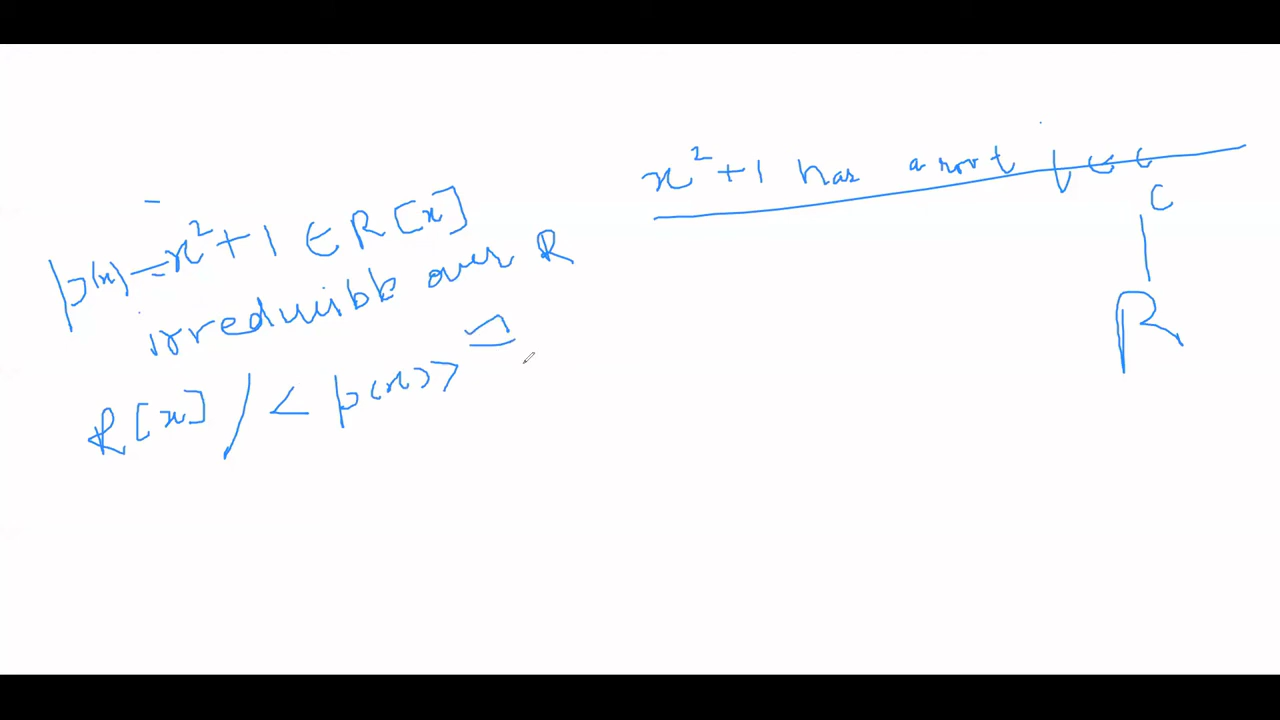 p(x) = x² + 1 ∈ R[x]
irreducible over R
R[x] / < p(x) > ≅
x² + 1 has a root
C
R